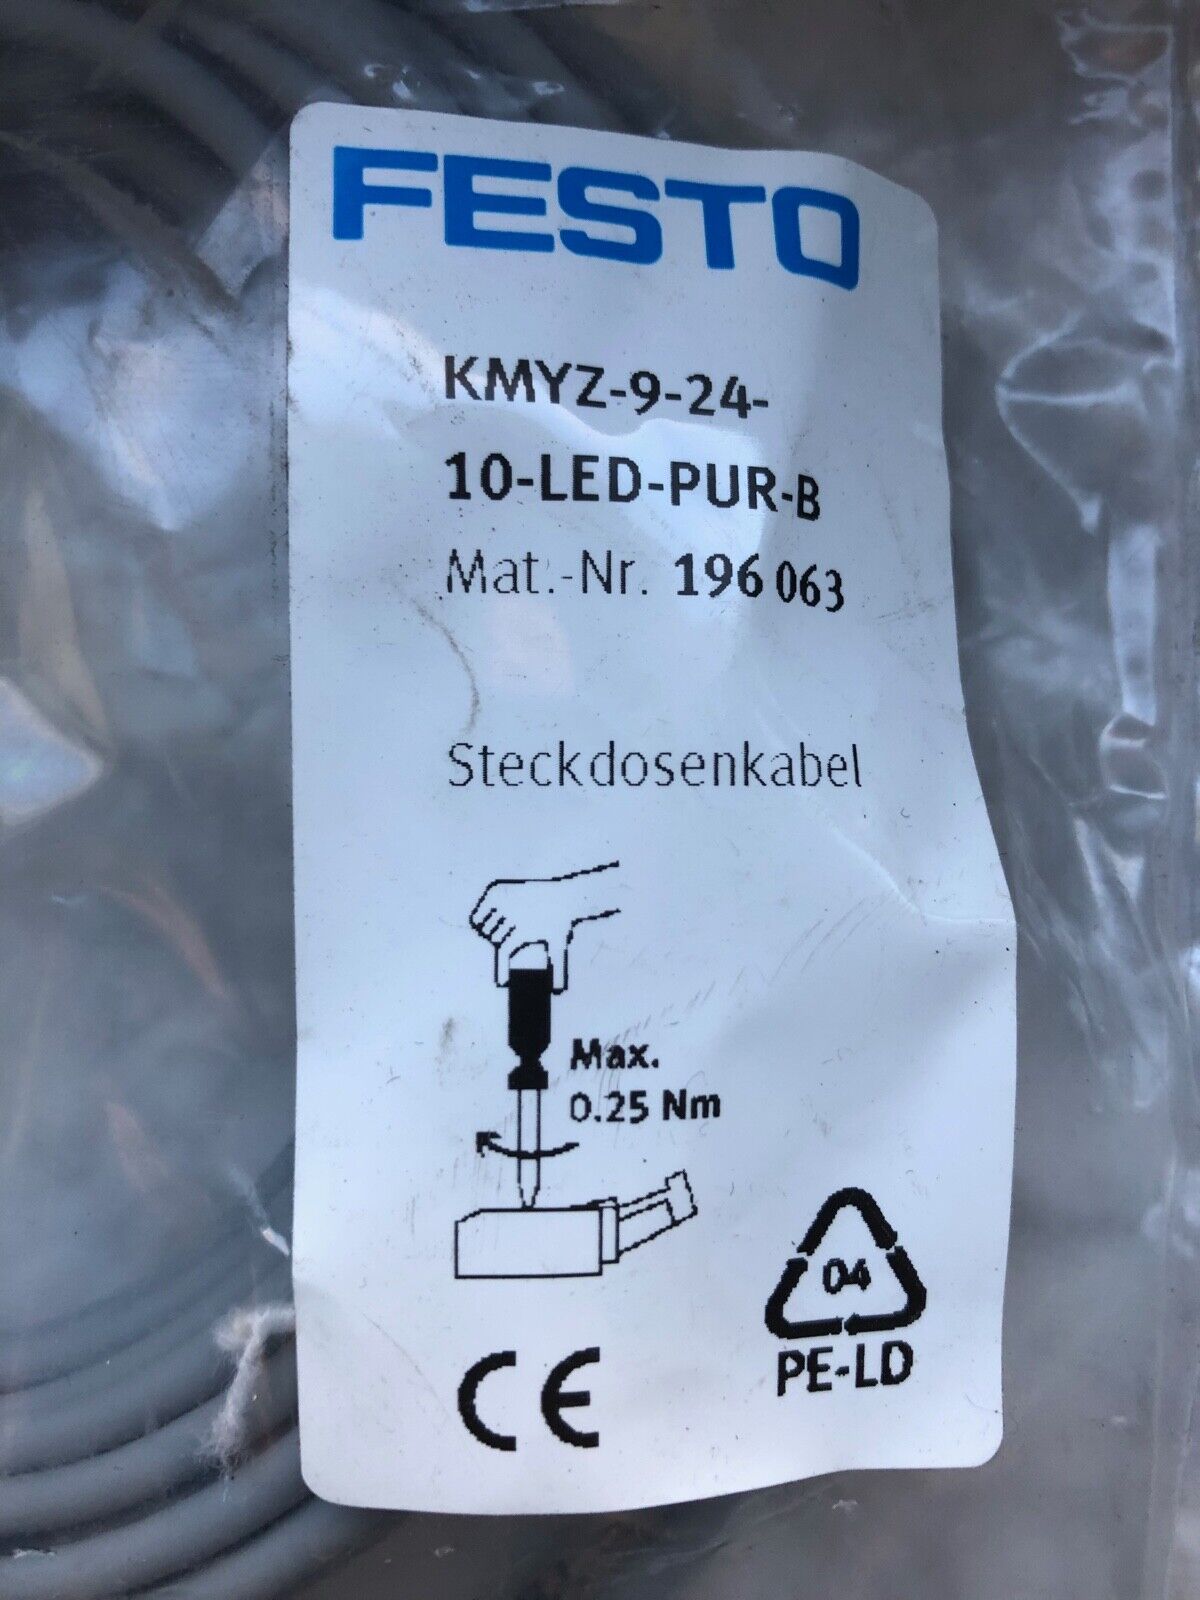 FESTO
KMYZ-9-24-
10-LED-PUR-B
Mat.-Nr. 196 063
Steckdosenkabel
Max.
0.25 Nm
04
PE-LD
CE